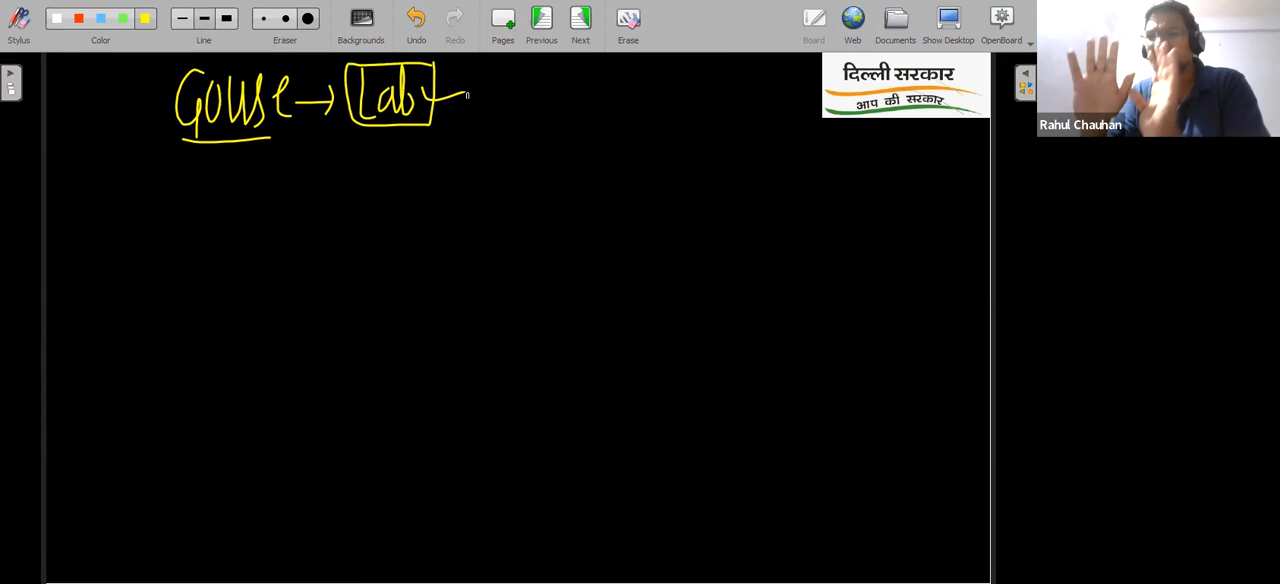 Stylus Color Line Eraser Backgrounds Undo Redo Pages Previous Next Erase Board Web Documents Show Desktop OpenBoard
Gouse → Lab
दिल्ली सरकार
आप की सरकार
Rahul Chauhan